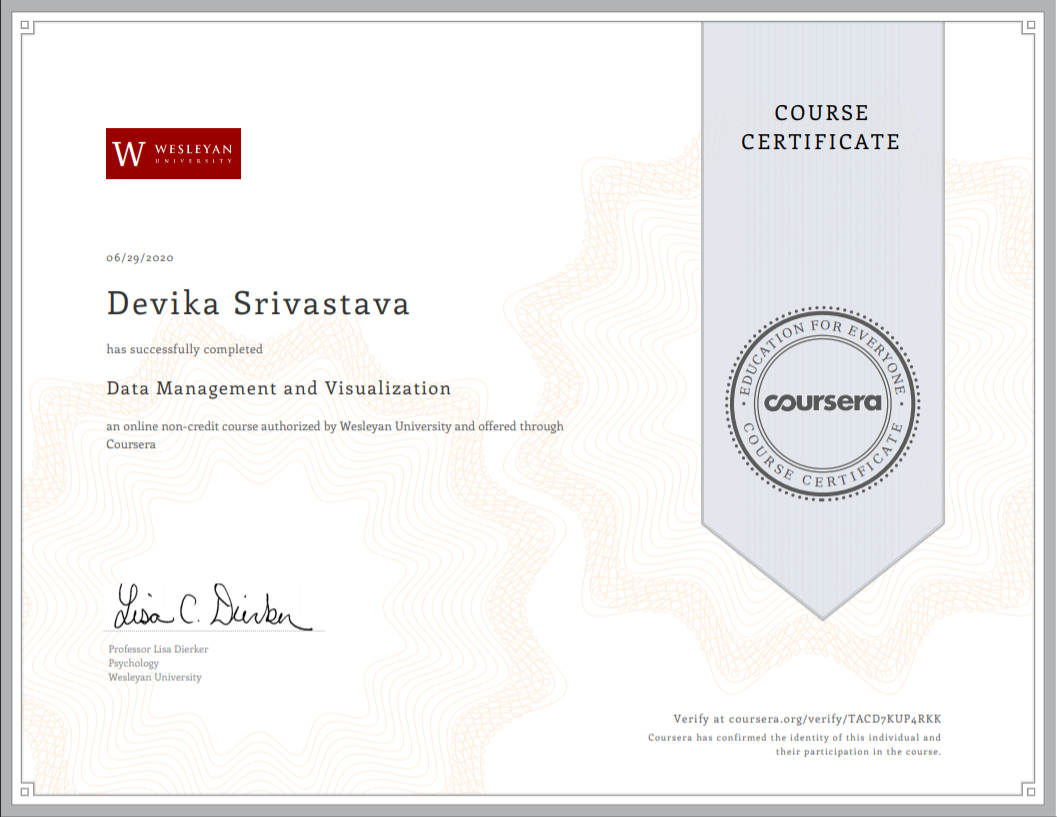 COURSE
CERTIFICATE
W WESLEYAN
UNIVERSITY
06/29/2020
Devika Srivastava
has successfully completed
Data Management and Visualization
an online non-credit course authorized by Wesleyan University and offered through
Coursera
EDUCATION FOR EVERYONE
coursera
COURSE CERTIFICATE
Lisa C. Dierker
Professor Lisa Dierker
Psychology
Wesleyan University
Verify at coursera.org/verify/TACD7KUP4RKK
Coursera has confirmed the identity of this individual and
their participation in the course.